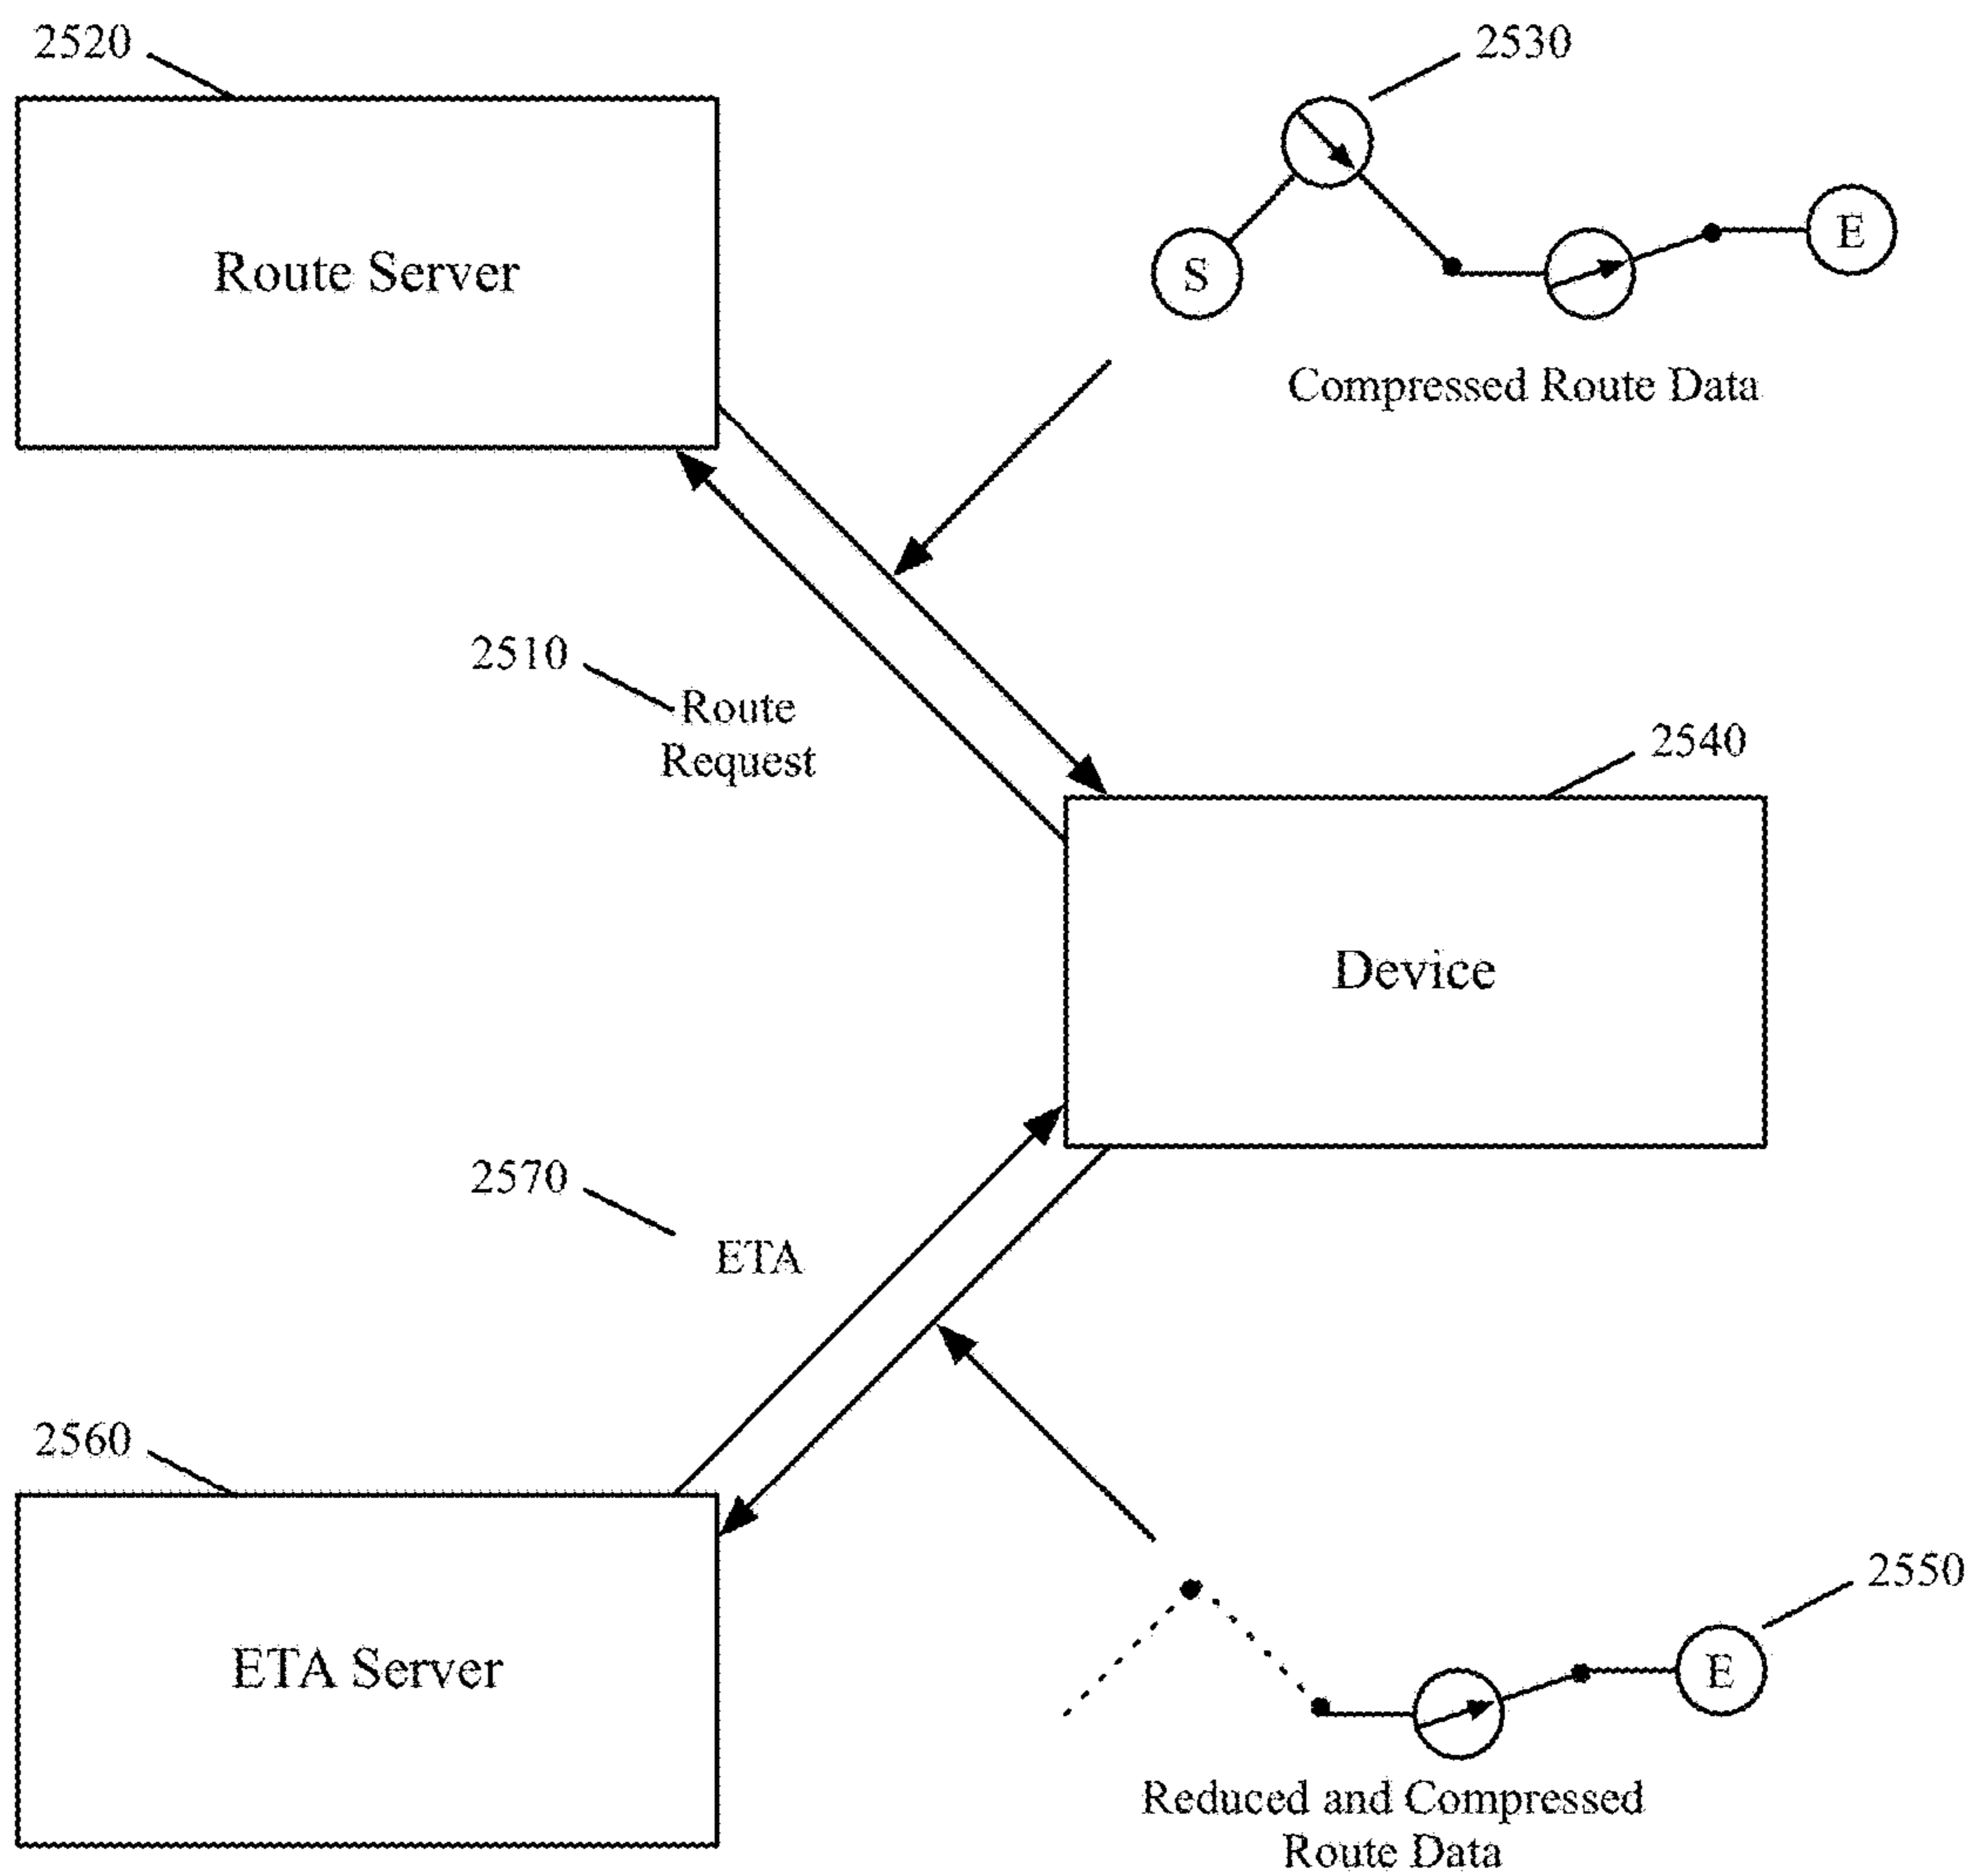 2520
2530
S
E
Route Server
Compressed Route Data
2510
Route
Request
2540
Device
2570
ETA
2560
2550
ETA Server
E
Reduced and Compressed
Route Data